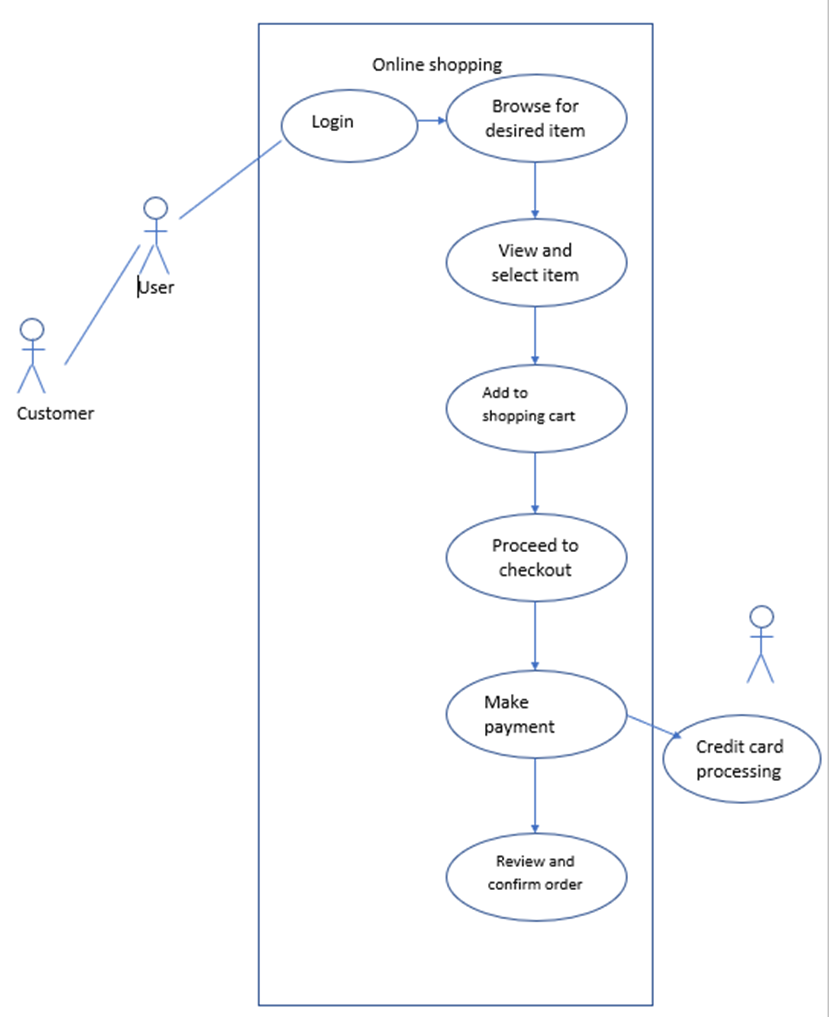 Online shopping
Login
Browse for
desired item
View and
select item
User
Customer
Add to
shopping cart
Proceed to
checkout
Make
payment
Credit card
processing
Review and
confirm order